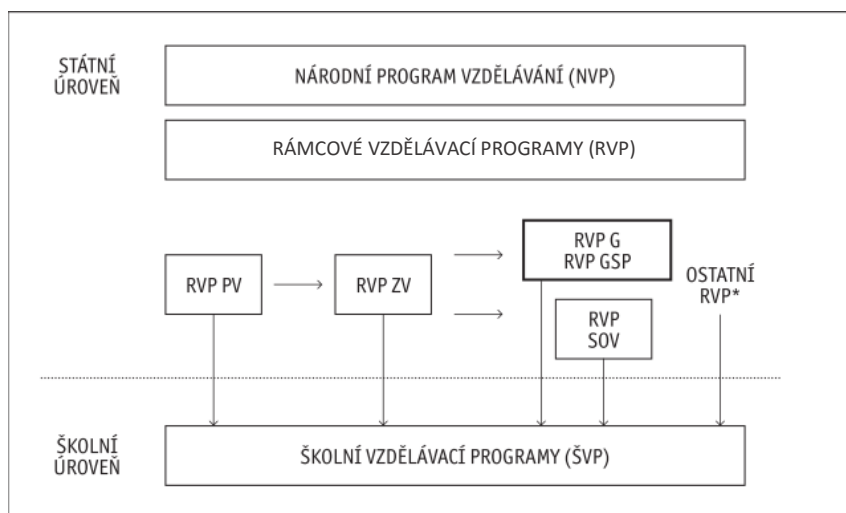 STÁTNÍ
ÚROVEŇ
NÁRODNÍ PROGRAM VZDĚLÁVÁNÍ (NVP)
RÁMCOVÉ VZDĚLÁVACÍ PROGRAMY (RVP)
RVP PV
RVP ZV
RVP G
RVP GSP
RVP
SOV
OSTATNÍ
RVP*
ŠKOLNÍ
ÚROVEŇ
ŠKOLNÍ VZDĚLÁVACÍ PROGRAMY (ŠVP)